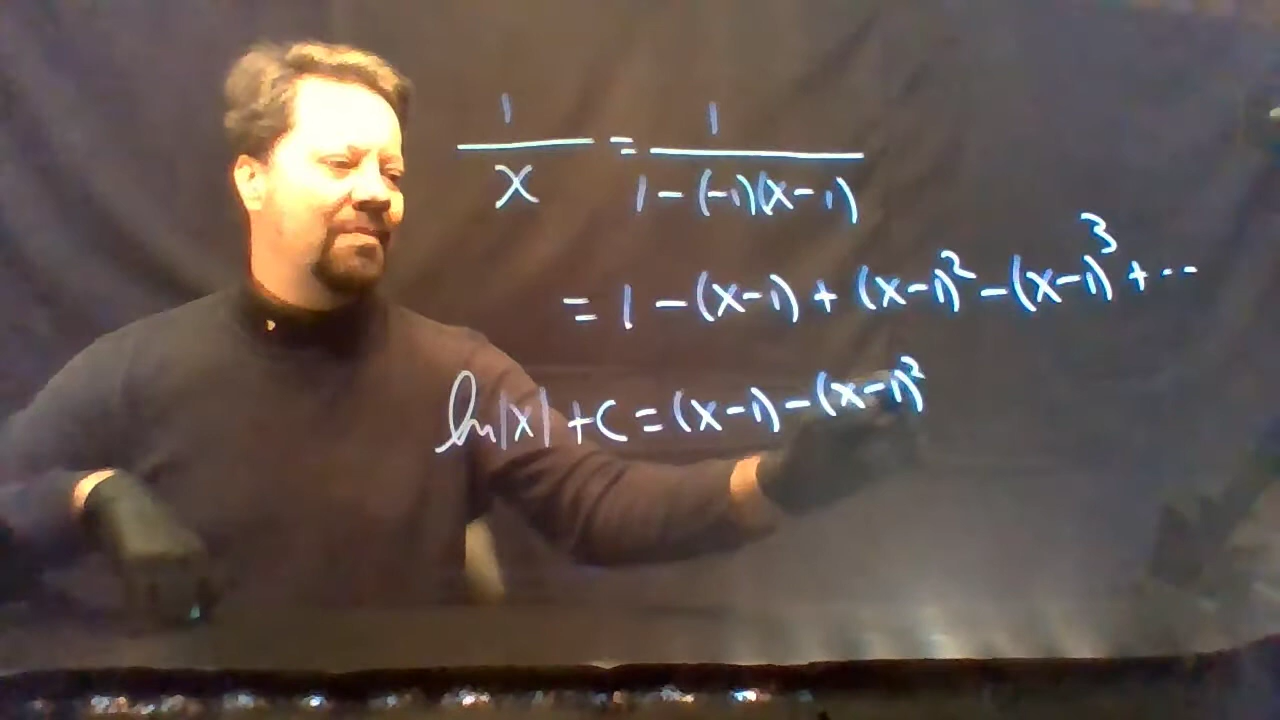 1/x = 1/(1-(-1)(x-1))
= 1 - (x-1) + (x-1)² - (x-1)³ + ...
ln|x| + C = (x-1) - (x-1)²